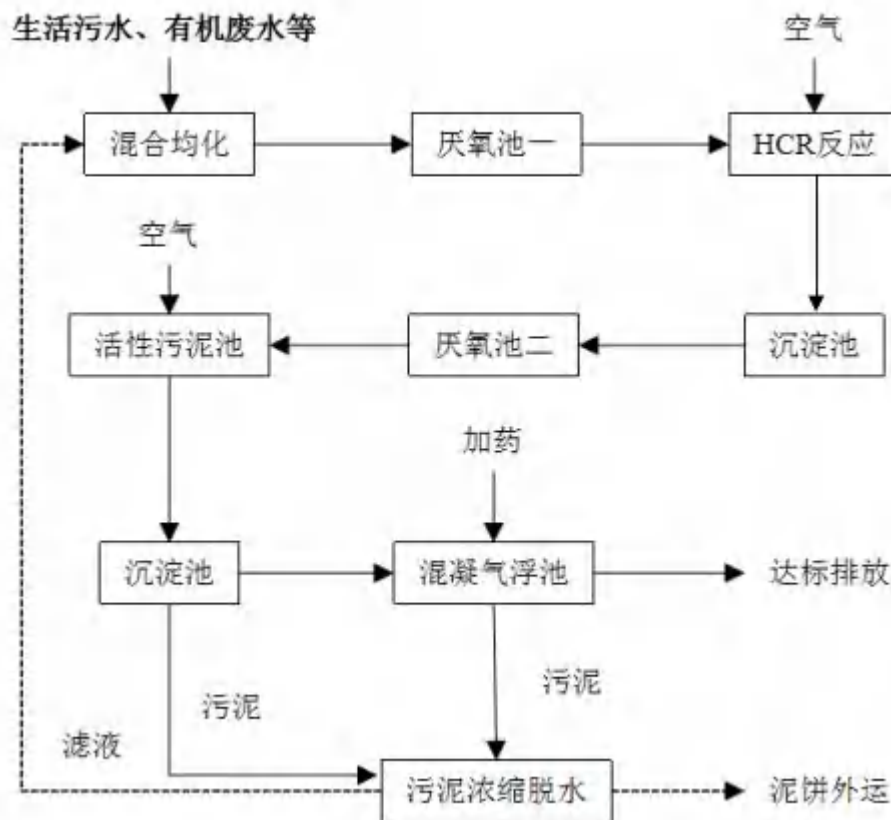 生活污水、有机废水等
空气
混合均化
厌氧池一
HCR反应
空气
活性污泥池
厌氧池二
沉淀池
加药
沉淀池
混凝气浮池
达标排放
污泥
污泥
滤液
污泥浓缩脱水
泥饼外运